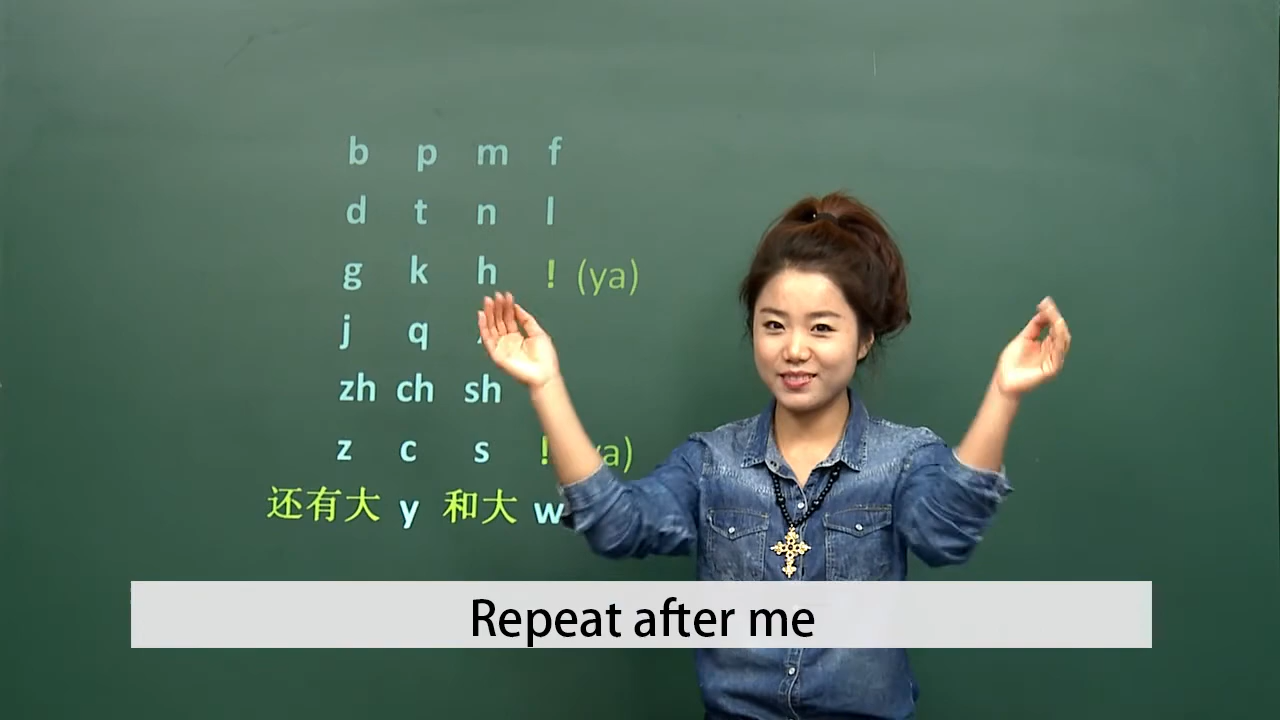 b p m f
d t n l
g k h ! (ya)
j q
zh ch sh
z c s !
还有大 y 和大 w
Repeat after me